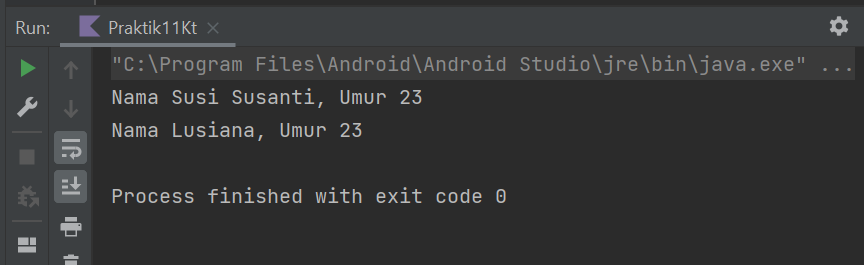 Run: Praktik11Kt
"C:\Program Files\Android\Android Studio\jre\bin\java.exe" ...
Nama Susi Susanti, Umur 23
Nama Lusiana, Umur 23
Process finished with exit code 0